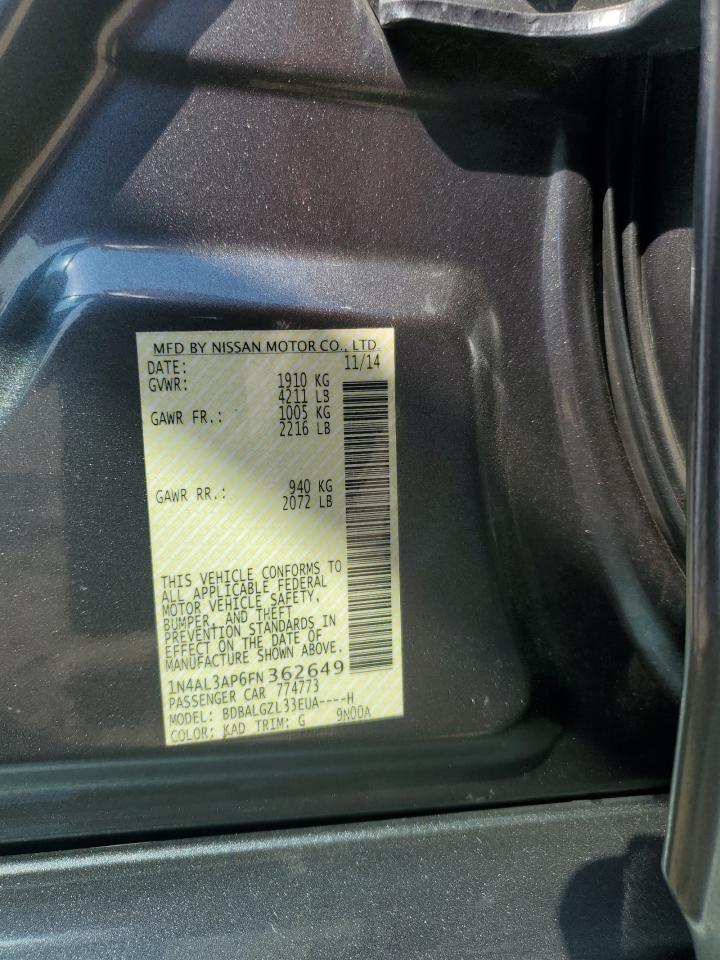 MFD BY NISSAN MOTOR CO., LTD.
DATE: 11/14
GVWR: 1910 KG
4211 LB
GAWR FR.: 1005 KG
2216 LB
GAWR RR.: 940 KG
2072 LB
THIS VEHICLE CONFORMS TO
ALL APPLICABLE FEDERAL
MOTOR VEHICLE SAFETY,
BUMPER, AND THEFT
PREVENTION STANDARDS IN
EFFECT ON THE DATE OF
MANUFACTURE SHOWN ABOVE.
1N4AL3AP6FN362649
PASSENGER CAR 774773
MODEL: BDBALGZL33EUA----H
COLOR: KAD TRIM: G 9N00A